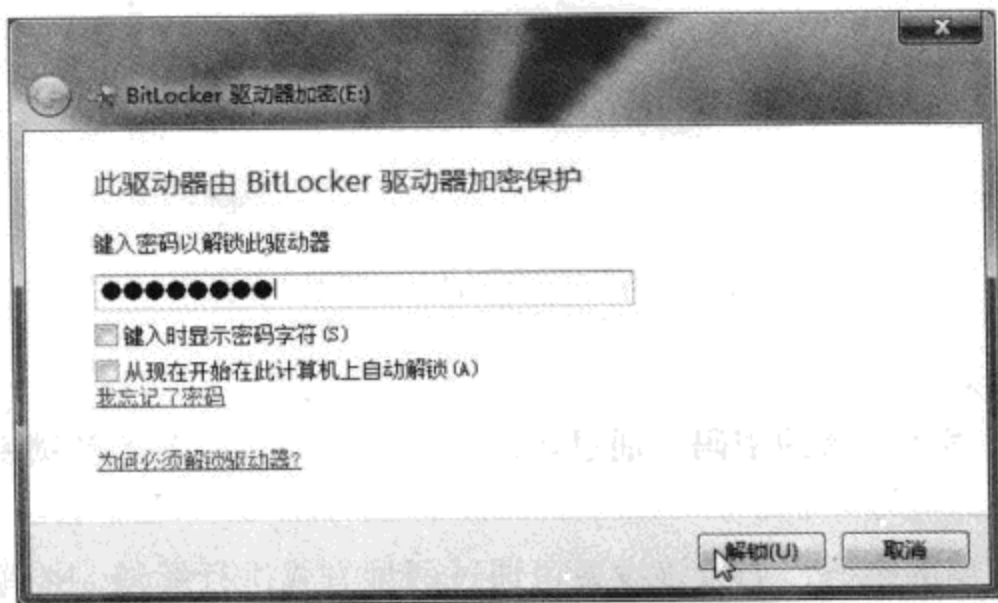 BitLocker 驱动器加密(E:)
此驱动器由 BitLocker 驱动器加密保护
键入密码以解锁此驱动器
●●●●●●●●
键入时显示密码字符(S)
从现在开始在此计算机上自动解锁(A)
我忘记了密码
为何必须解锁驱动器?
解锁(U)
取消